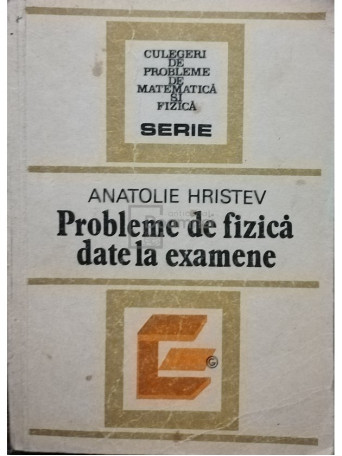 CULEGERI
DE
PROBLEME
DE
MATEMATICĂ
ȘI
FIZICĂ
SERIE
ANATOLIE HRISTEV
Probleme de fizică
date la examene